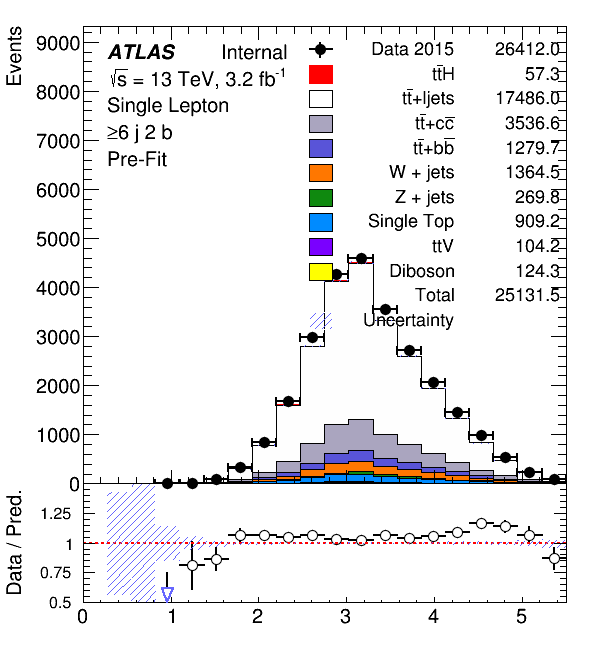 ATLAS Internal
√s = 13 TeV, 3.2 fb⁻¹
Single Lepton
≥6 j 2 b
Pre-Fit
Data 2015 26412.0
tt̄H 57.3
tt̄+ljets 17486.0
tt̄+cc̄ 3536.6
tt̄+bb̄ 1279.7
W + jets 1364.5
Z + jets 269.8
Single Top 909.2
ttV 104.2
Diboson 124.3
Total 25131.5
Uncertainty
Events
9000
8000
7000
6000
5000
4000
3000
2000
1000
0
Data / Pred.
1.25
1
0.75
0.5
0 1 2 3 4 5